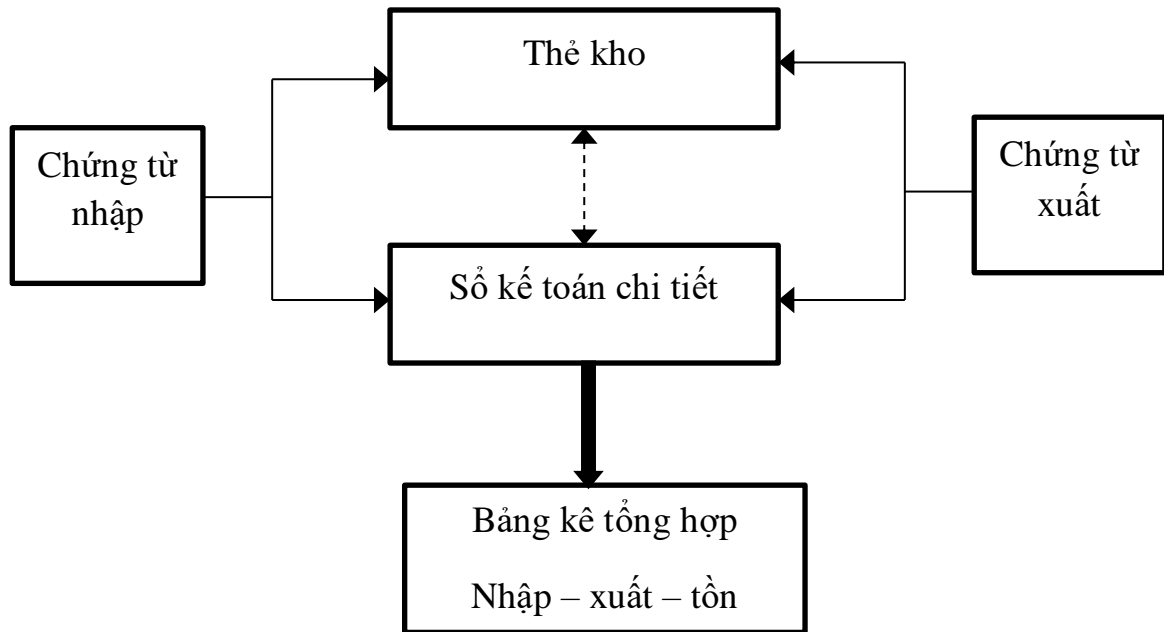 Thẻ kho
Chứng từ
nhập
Chứng từ
xuất
Sổ kế toán chi tiết
Bảng kê tổng hợp
Nhập – xuất – tồn